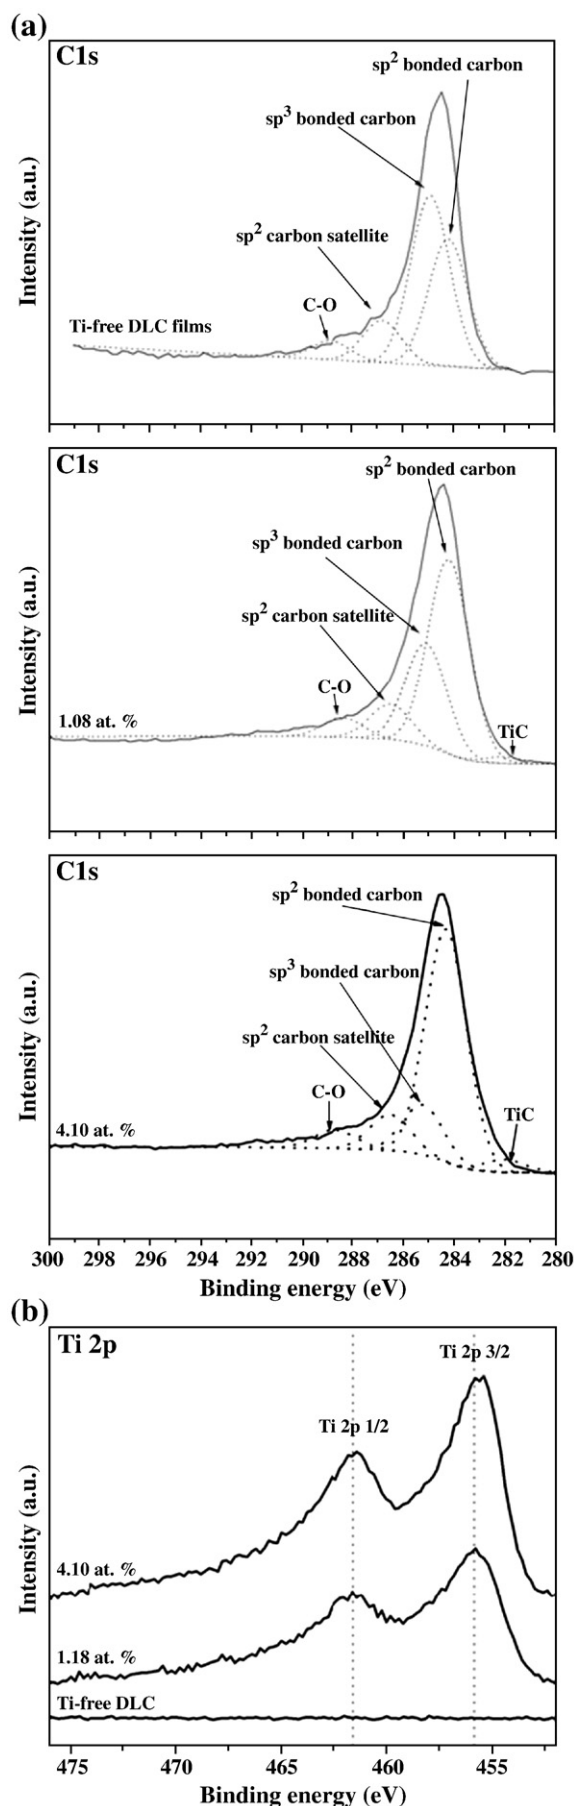 (a)
C1s
sp2 bonded carbon
sp3 bonded carbon
sp2 carbon satellite
C-O
Ti-free DLC films
Intensity (a.u.)
C1s
sp2 bonded carbon
sp3 bonded carbon
sp2 carbon satellite
C-O
1.08 at. %
TiC
Intensity (a.u.)
C1s
sp2 bonded carbon
sp3 bonded carbon
sp2 carbon satellite
C-O
TiC
4.10 at. %
Intensity (a.u.)
300 298 296 294 292 290 288 286 284 282 280
Binding energy (eV)
(b)
Ti 2p
Ti 2p 3/2
Ti 2p 1/2
Intensity (a.u.)
4.10 at. %
1.18 at. %
Ti-free DLC
475 470 465 460 455
Binding energy (eV)